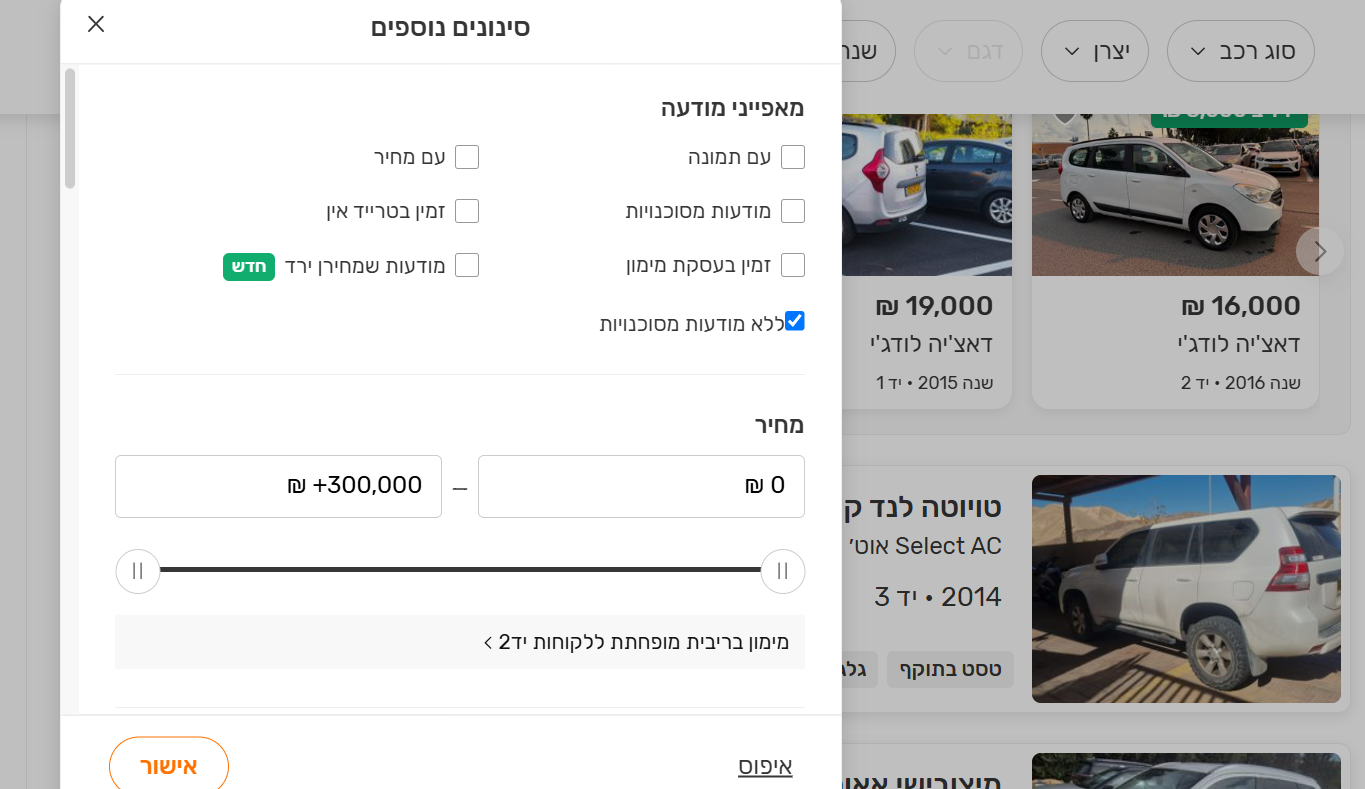 סינונים נוספים
מאפייני מודעה
עם תמונה
עם מחיר
מודעות מסוכנויות
זמין בטרייד אין
זמין בעסקת מימון
מודעות שמחירן ירד חדש
ללא מודעות מסוכנויות
מחיר
0 ₪
—
300,000+ ₪
מימון בריבית מופחתת ללקוחות יד2 >
איפוס
אישור
סוג רכב
יצרן
דגם
שנה
16,000 ₪
דאצ'יה לודג'י
שנה 2016 • יד 2
19,000 ₪
דאצ'יה לודג'י
שנה 2015 • יד 1
טויוטה לנד
Select AC אוט׳
2014 • יד 3
טסט בתוקף
מיצובישי